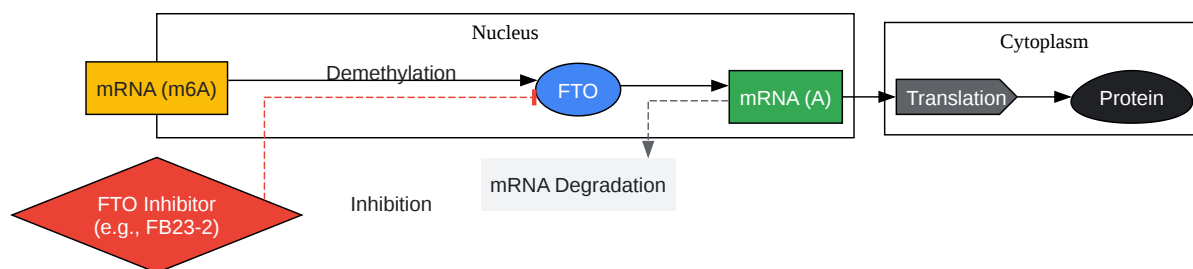 Nucleus
Cytoplasm
mRNA (m6A)
Demethylation
FTO
mRNA (A)
Translation
Protein
mRNA Degradation
FTO Inhibitor
(e.g., FB23-2)
Inhibition